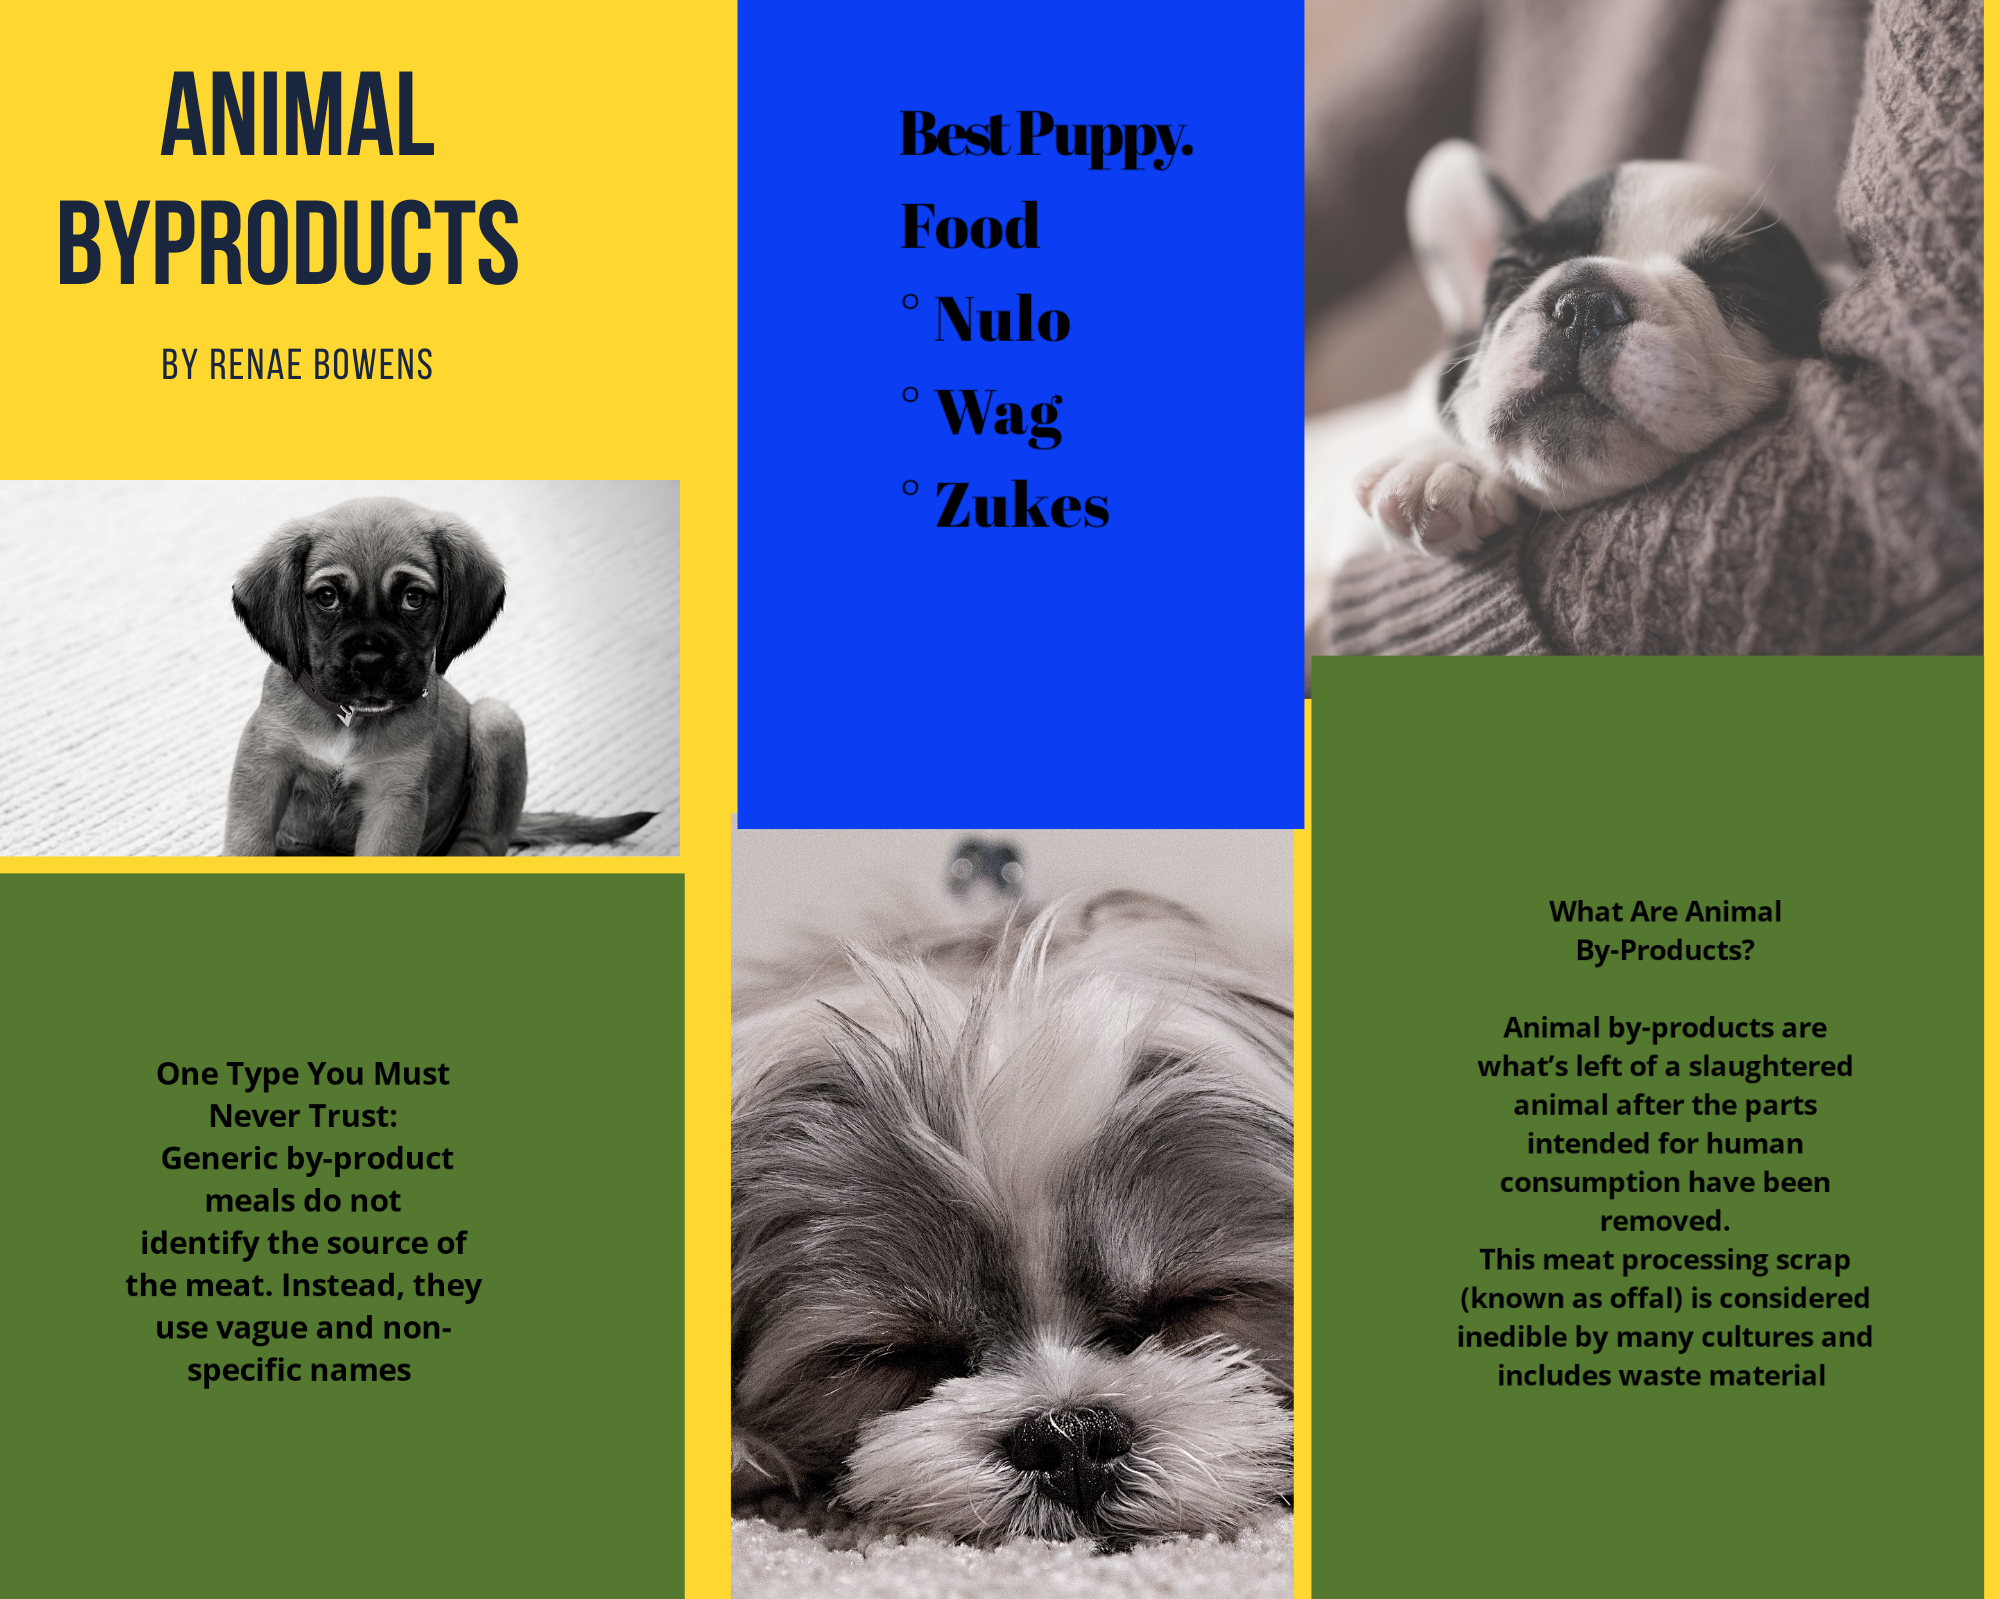 ANIMAL
BYPRODUCTS
BY RENAE BOWENS
One Type You Must
Never Trust:
Generic by-product
meals do not
identify the source of
the meat. Instead, they
use vague and non-
specific names
Best Puppy.
Food
° Nulo
° Wag
° Zukes
What Are Animal
By-Products?
Animal by-products are
what’s left of a slaughtered
animal after the parts
intended for human
consumption have been
removed.
This meat processing scrap
(known as offal) is considered
inedible by many cultures and
includes waste material